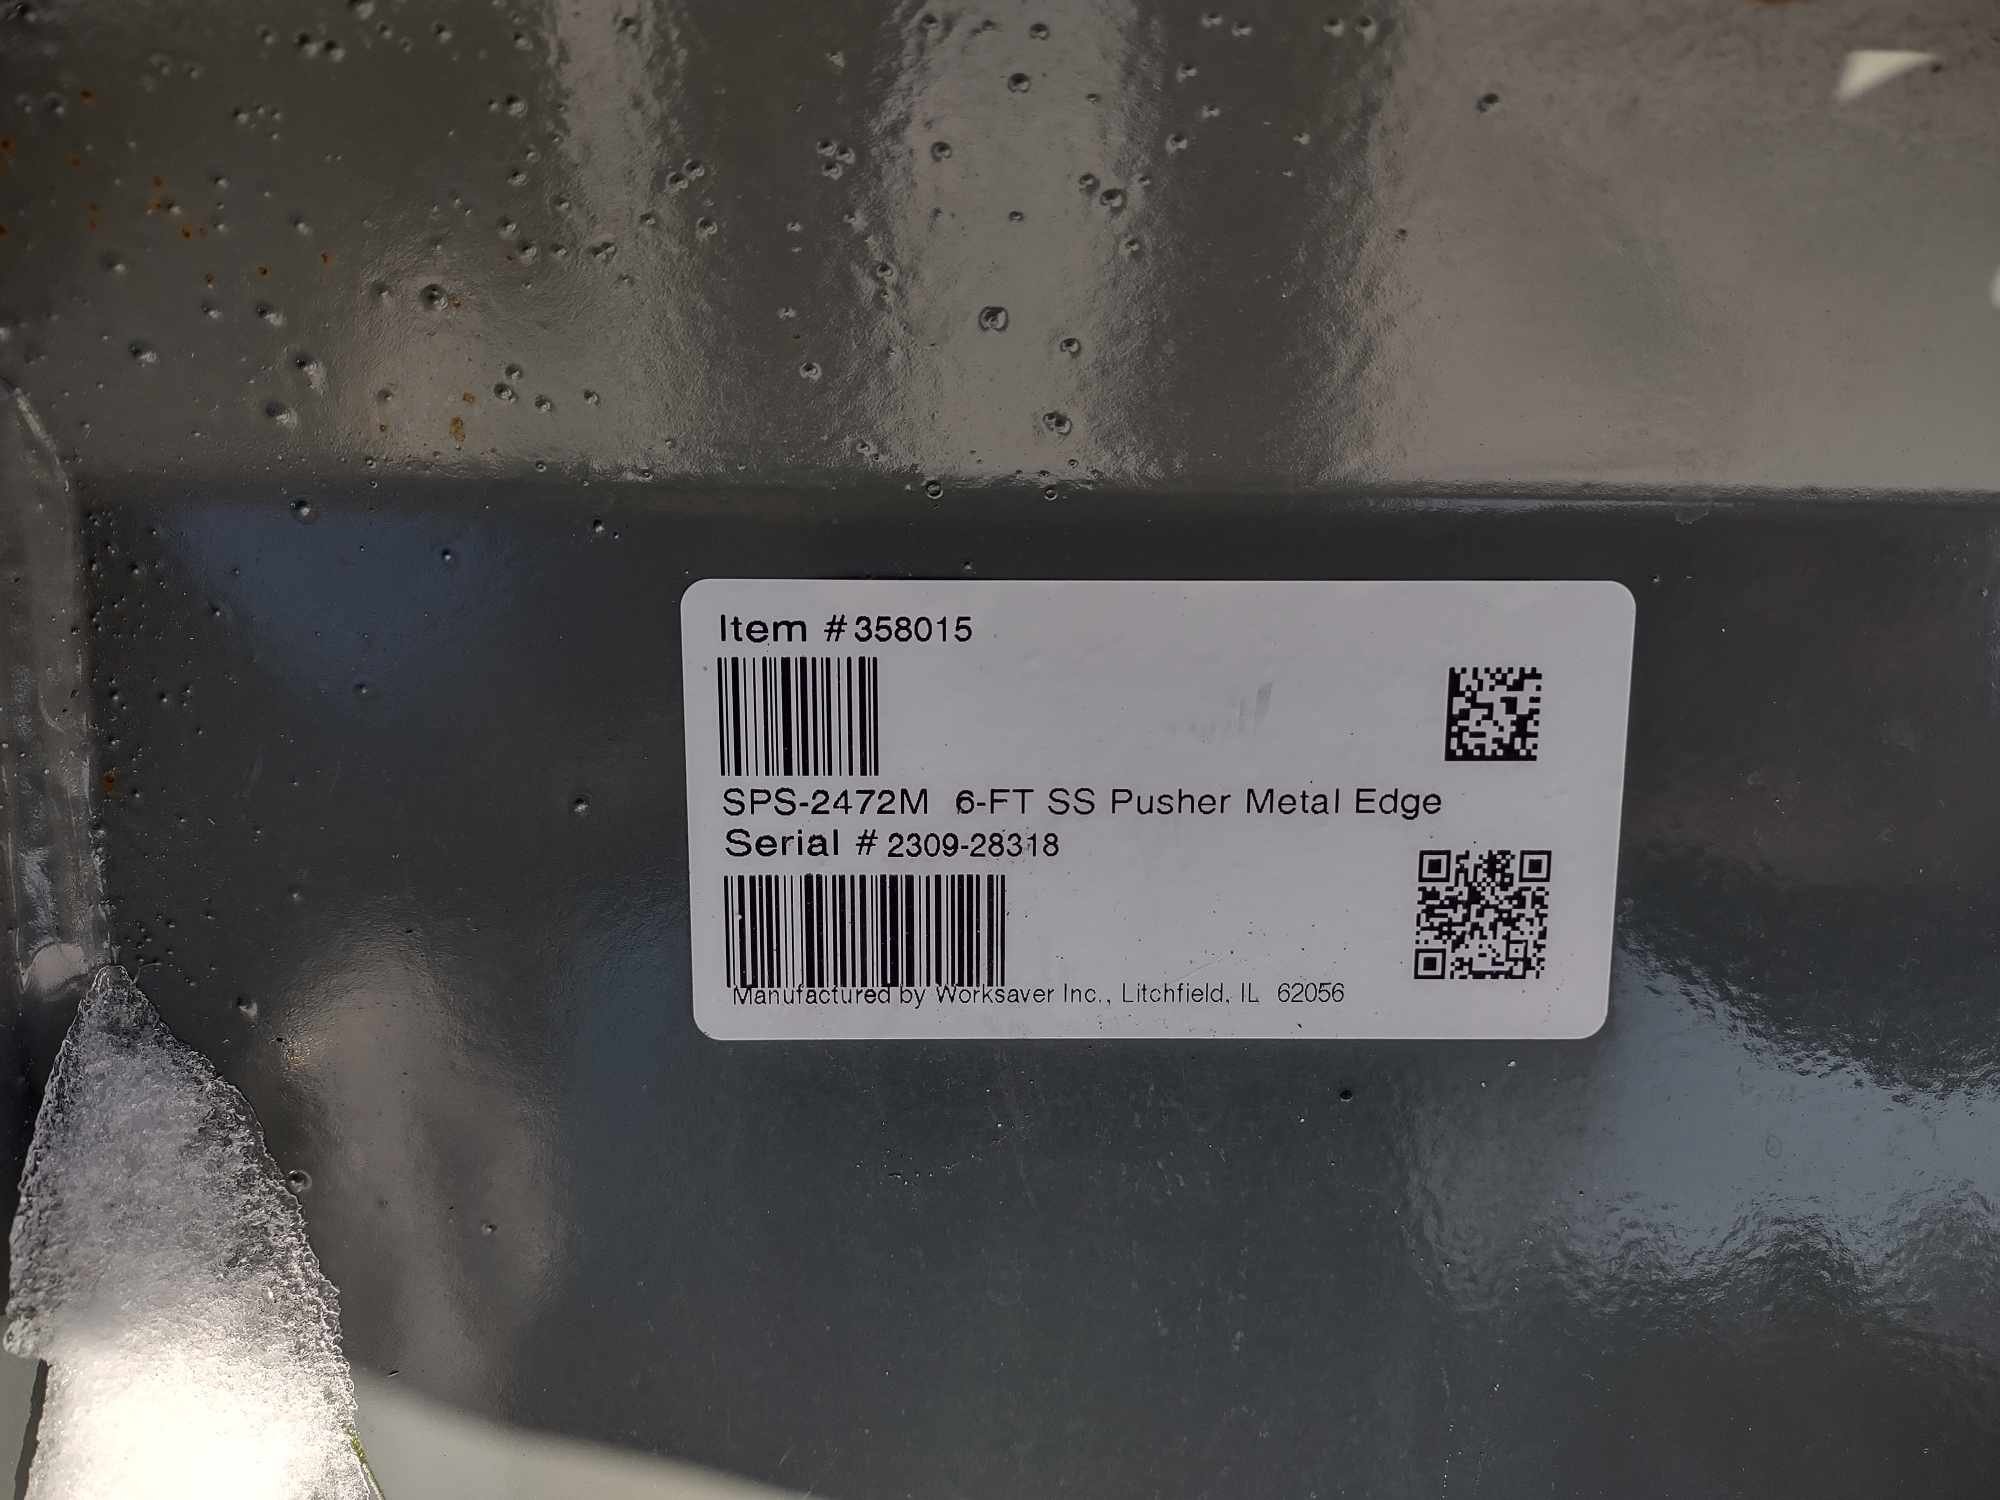 Item #358015
SPS-2472M 6-FT SS Pusher Metal Edge
Serial #2309-28318
Manufactured by Worksaver Inc., Litchfield, IL 62056